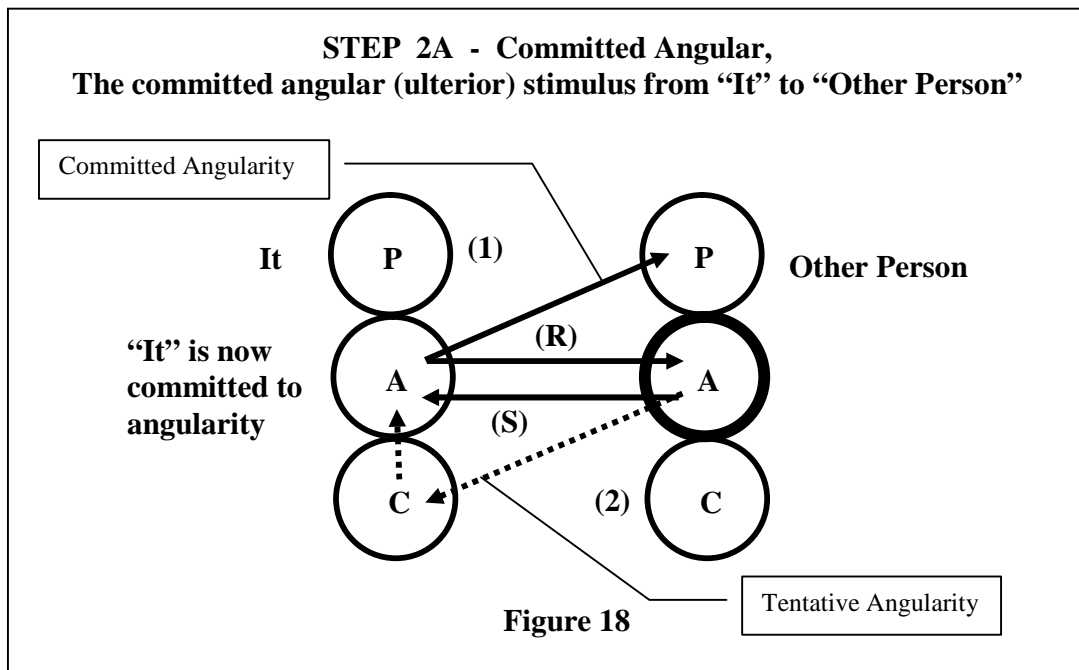 STEP 2A - Committed Angular,
The committed angular (ulterior) stimulus from “It” to “Other Person”
Committed Angularity
It
P
(1)
P
Other Person
“It” is now
committed to
angularity
A
(R)
A
(S)
C
(2)
C
Tentative Angularity
Figure 18